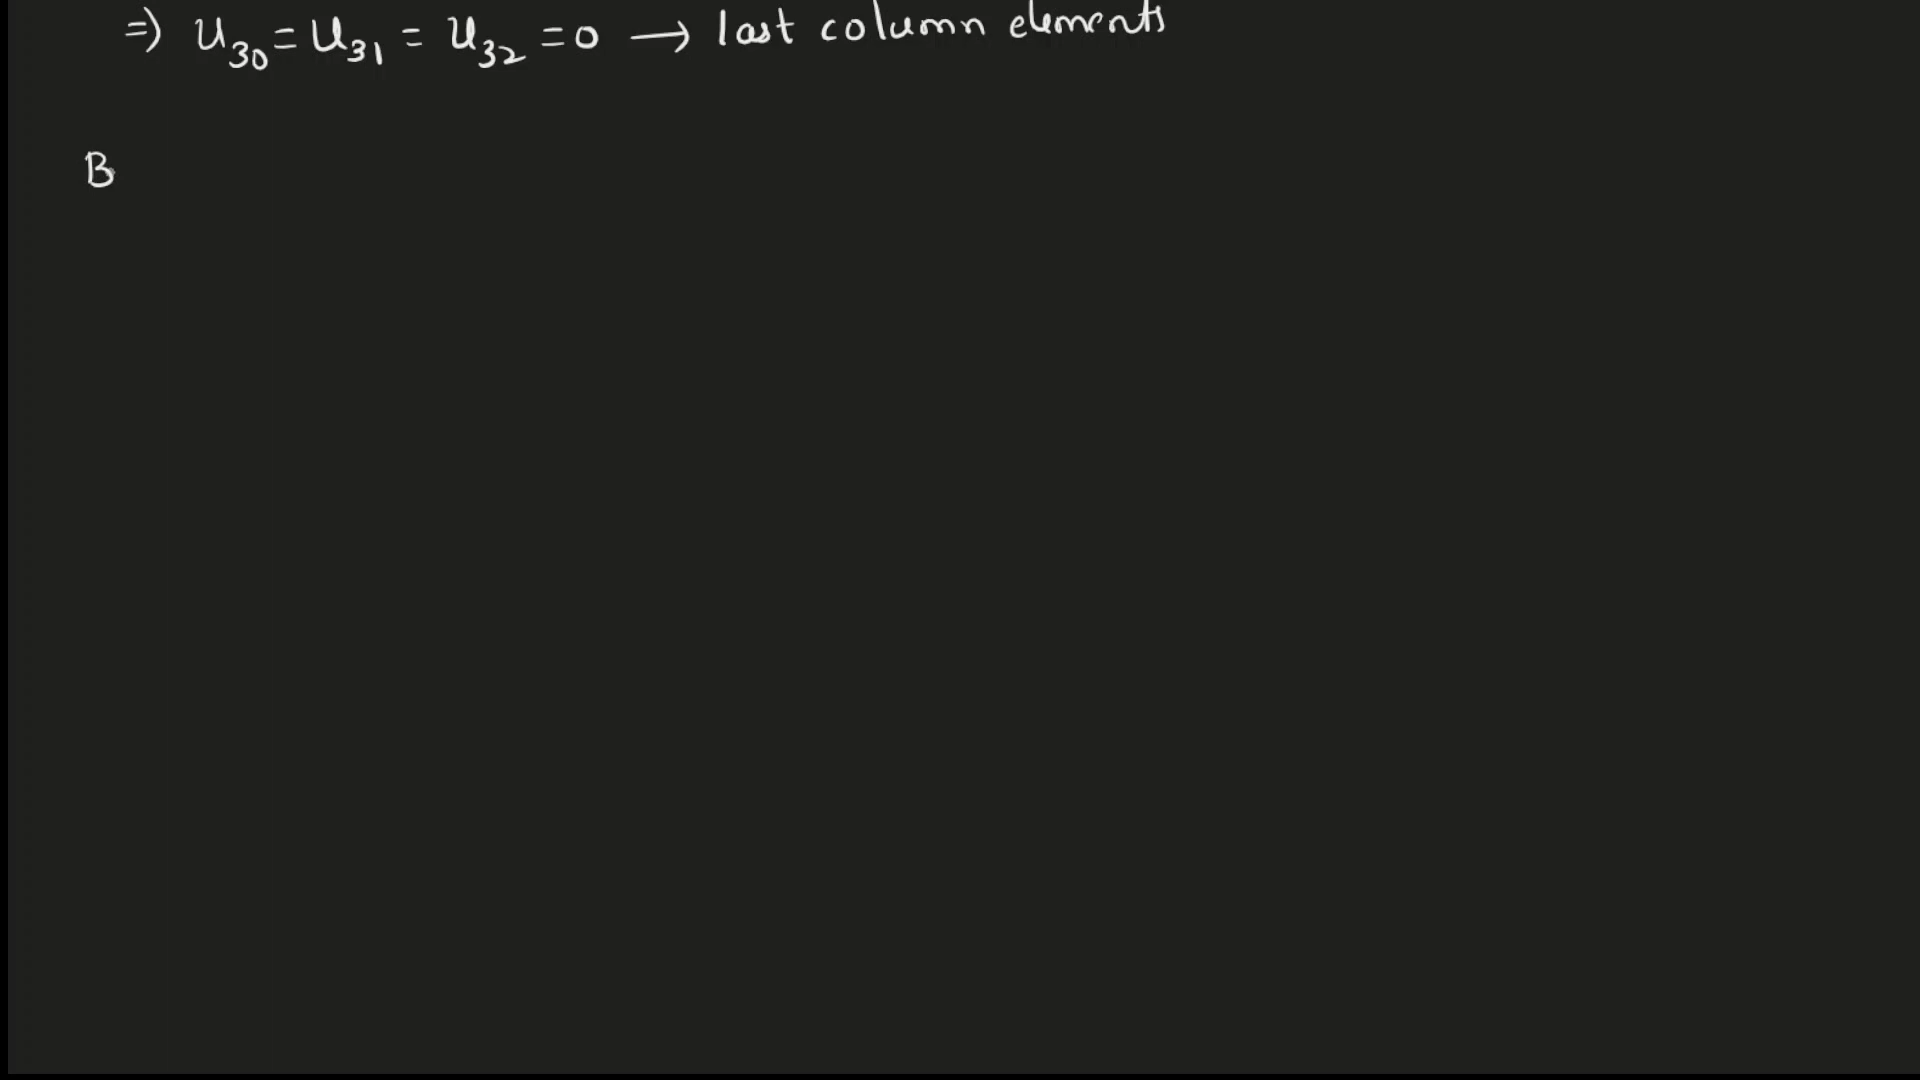 ⇒ U₃₀ = U₃₁ = U₃₂ = 0 → last column elements
B